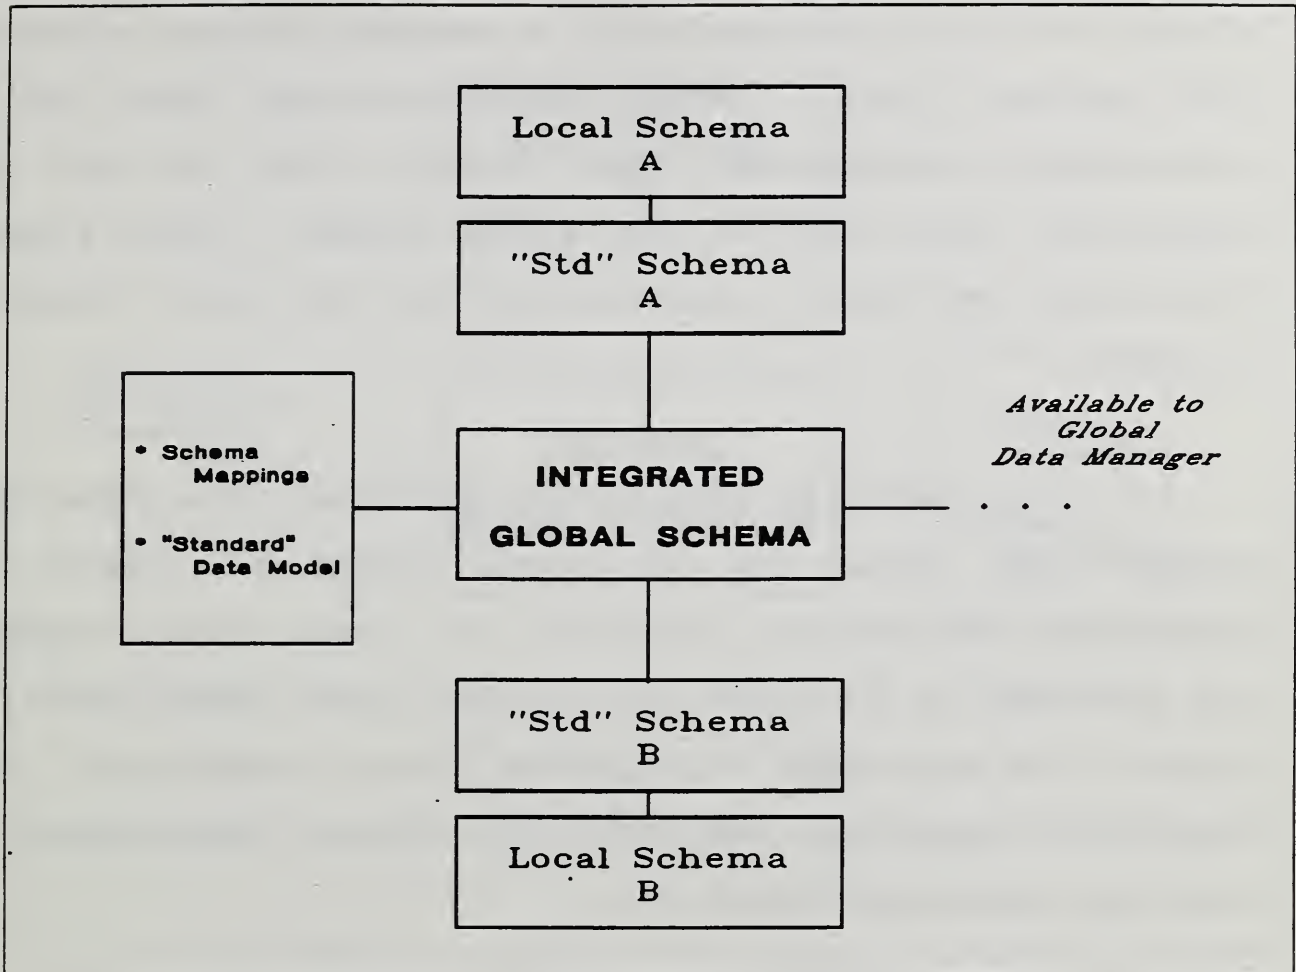 Local Schema
A
"Std" Schema
A
• Schema
Mappings
• "Standard"
Data Model
INTEGRATED
GLOBAL SCHEMA
Available to
Global
Data Manager
. . .
"Std" Schema
B
Local Schema
B